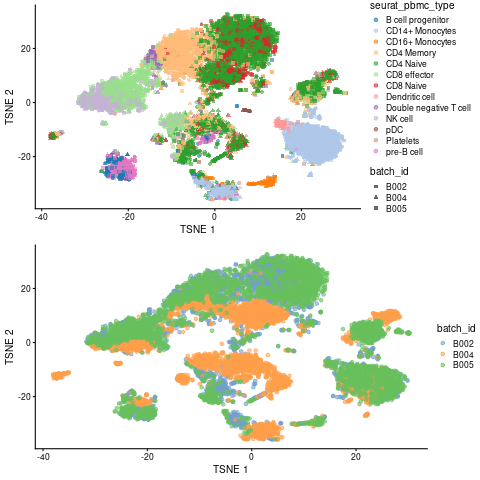 seurat_pbmc_type
B cell progenitor
CD14+ Monocytes
CD16+ Monocytes
CD4 Memory
CD4 Naive
CD8 effector
CD8 Naive
dendritic cell
Double negative T cell
NK cell
pDC
Platelets
pre-B cell
batch_id
B002
B004
B005
TSNE 2
20
0
-20
-40
-20
0
20
TSNE 1
TSNE 2
20
0
-20
-40
-20
0
20
TSNE 1
batch_id
B002
B004
B005